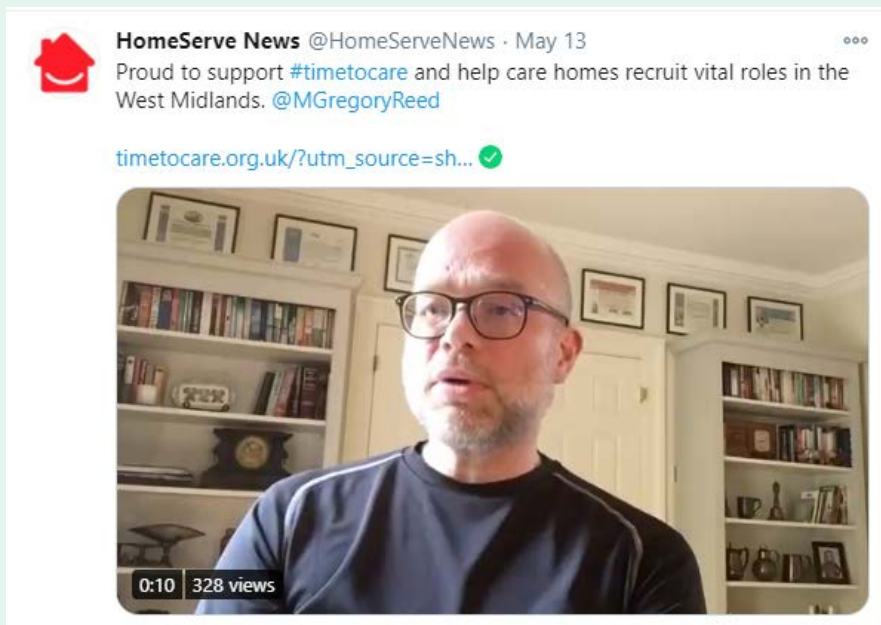 HomeServe News @HomeServeNews · May 13
Proud to support #timetocare and help care homes recruit vital roles in the
West Midlands. @MGregoryReed
timetocare.org.uk/?utm_source=sh...
0:10 328 views